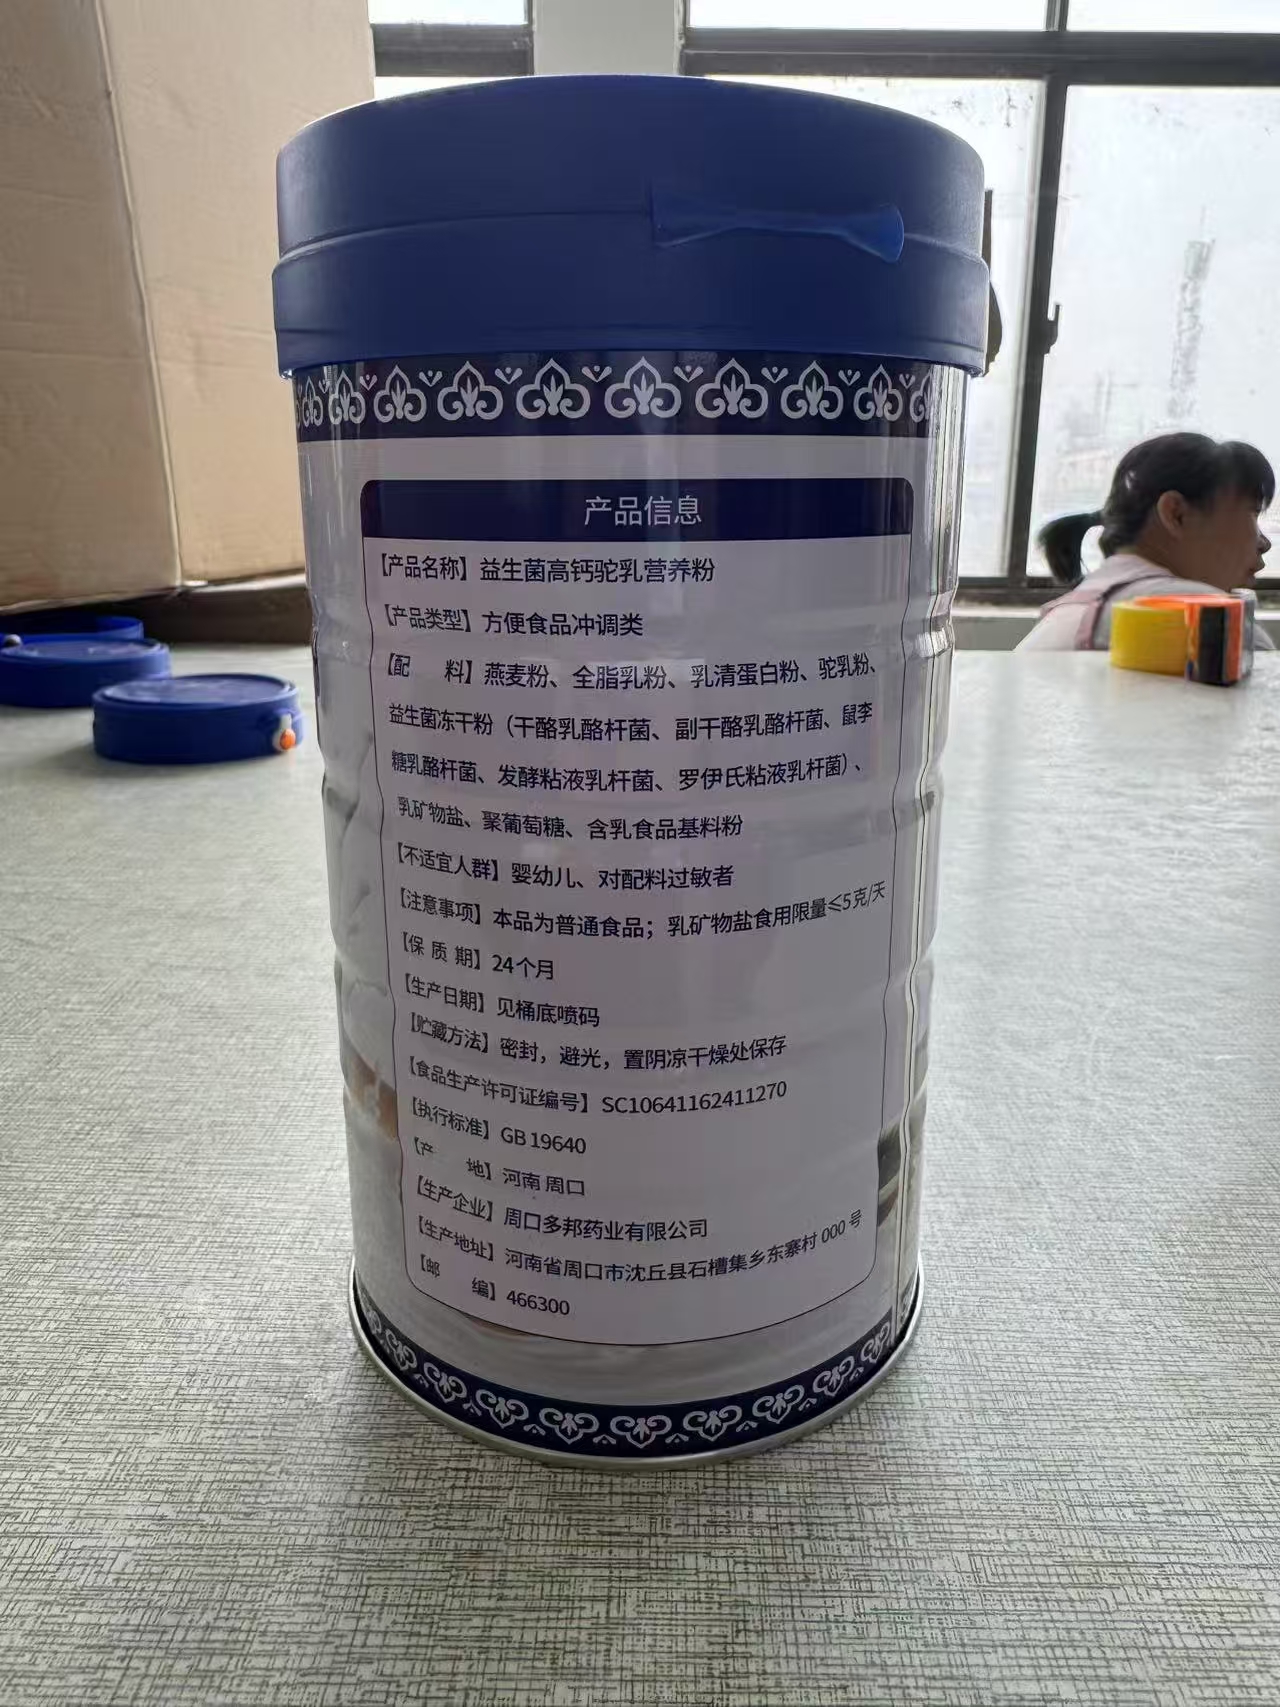 产品信息
【产品名称】益生菌高钙驼乳营养粉
【产品类型】方便食品冲调类
【配 料】燕麦粉、全脂乳粉、乳清蛋白粉、驼乳粉、
益生菌冻干粉（干酪乳酪杆菌、副干酪乳酪杆菌、鼠李
糖乳酪杆菌、发酵粘液乳杆菌、罗伊氏粘液乳杆菌）、
乳矿物盐、聚葡萄糖、含乳食品基料粉
【不适宜人群】婴幼儿、对配料过敏者
【注意事项】本品为普通食品；乳矿物盐食用限量≤5克/天
【保 质 期】24个月
【生产日期】见桶底喷码
【贮藏方法】密封，避光，置阴凉干燥处保存
【食品生产许可证编号】SC10641162411270
【执行标准】GB 19640
【产 地】河南 周口
【生产企业】周口多邦药业有限公司
【生产地址】河南省周口市沈丘县石槽集乡东寨村 000 号
【邮 编】466300